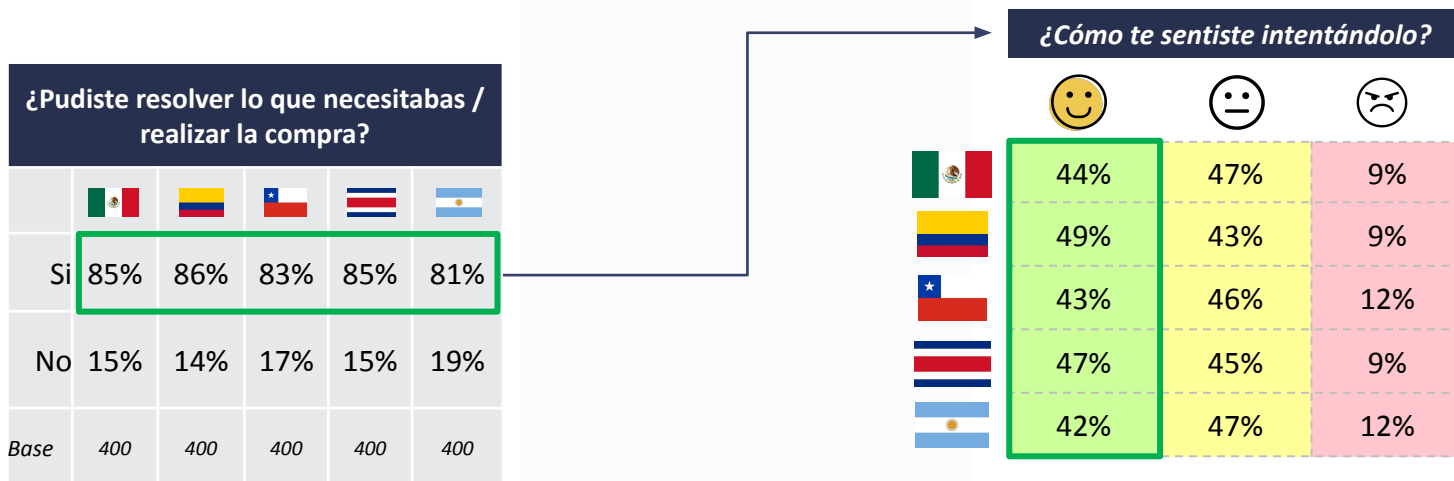 ¿Pudiste resolver lo que necesitabas /
realizar la compra?
Si 85% 86% 83% 85% 81%
No 15% 14% 17% 15% 19%
Base 400 400 400 400 400
¿Cómo te sentiste intentándolo?
44% 47% 9%
49% 43% 9%
43% 46% 12%
47% 45% 9%
42% 47% 12%